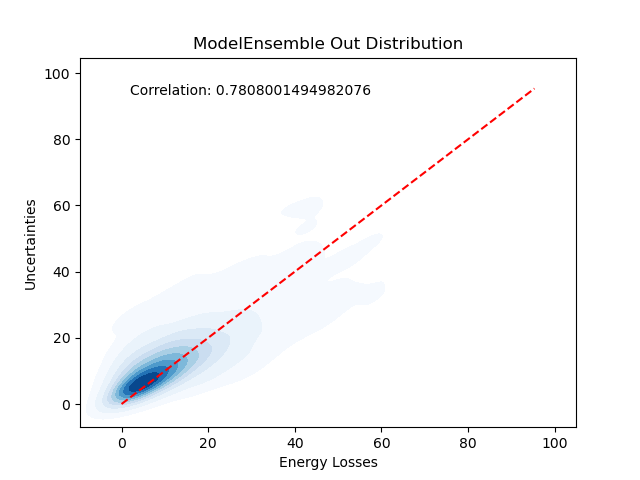 ModelEnsemble Out Distribution
Correlation: 0.7808001494982076
Uncertainties
100
80
60
40
20
0
0 20 40 60 80 100
Energy Losses